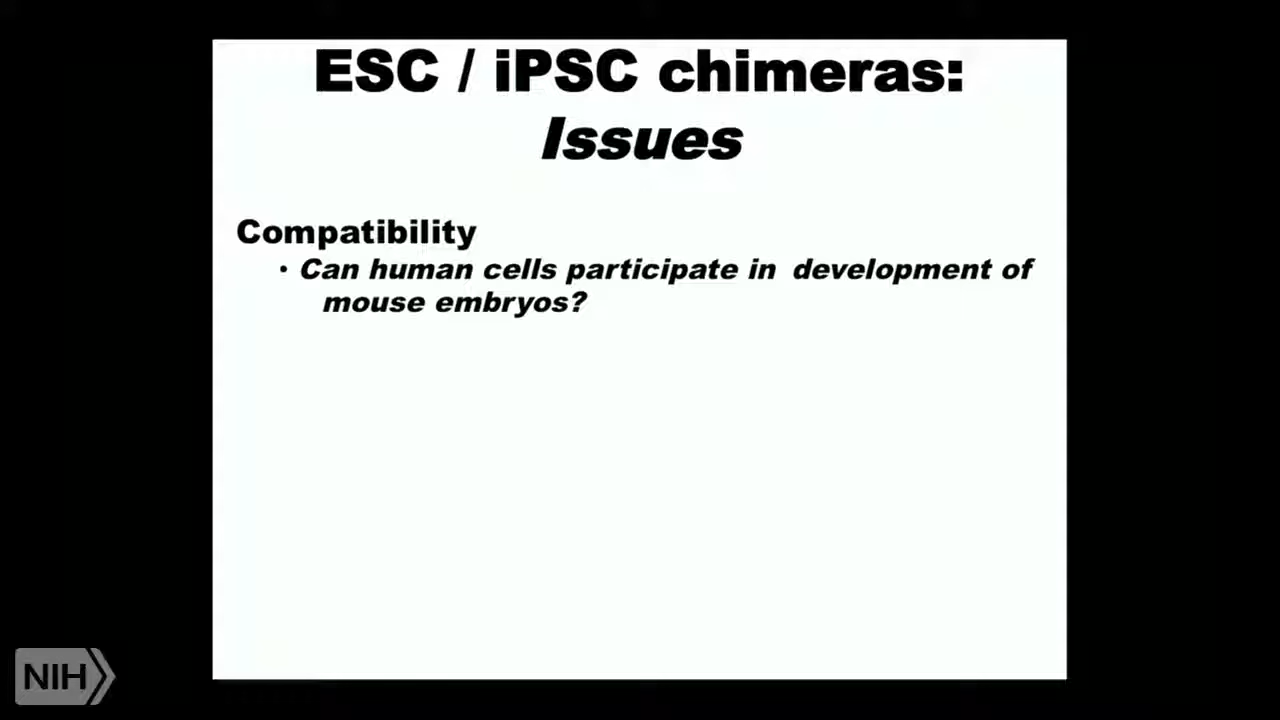 ESC / iPSC chimeras:
Issues
Compatibility
• Can human cells participate in development of
mouse embryos?
NIH